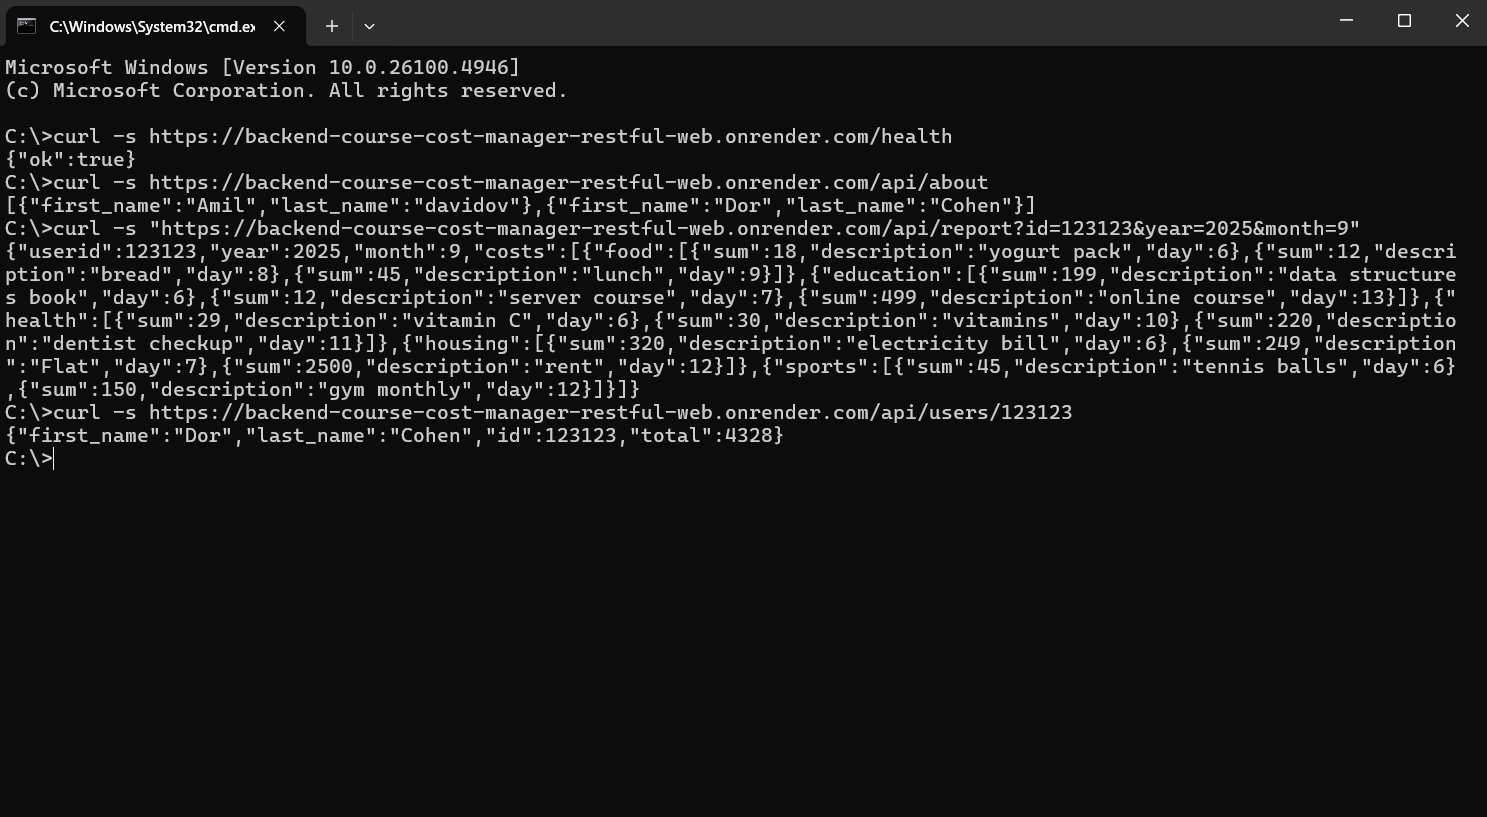 C:\Windows\System32\cmd.ex
Microsoft Windows [Version 10.0.26100.4946]
(c) Microsoft Corporation. All rights reserved.
C:\>curl -s https://backend-course-cost-manager-restful-web.onrender.com/health
{"ok":true}
C:\>curl -s https://backend-course-cost-manager-restful-web.onrender.com/api/about
[{"first_name":"Amil","last_name":"davidov"},{"first_name":"Dor","last_name":"Cohen"}]
C:\>curl -s "https://backend-course-cost-manager-restful-web.onrender.com/api/report?id=123123&year=2025&month=9"
{"userid":123123,"year":2025,"month":9,"costs":[{"food":[{"sum":18,"description":"yogurt pack","day":6},{"sum":12,"descri
ption":"bread","day":8},{"sum":45,"description":"lunch","day":9}]},{"education":[{"sum":199,"description":"data structure
s book","day":6},{"sum":12,"description":"server course","day":7},{"sum":499,"description":"online course","day":13}]},{"
health":[{"sum":29,"description":"vitamin C","day":6},{"sum":30,"description":"vitamins","day":10},{"sum":220,"descriptio
n":"dentist checkup","day":11}]},{"housing":[{"sum":320,"description":"electricity bill","day":6},{"sum":249,"description
":"Flat","day":7},{"sum":2500,"description":"rent","day":12}]},{"sports":[{"sum":45,"description":"tennis balls","day":6}
,{"sum":150,"description":"gym monthly","day":12}]}]}
C:\>curl -s https://backend-course-cost-manager-restful-web.onrender.com/api/users/123123
{"first_name":"Dor","last_name":"Cohen","id":123123,"total":4328}
C:\>